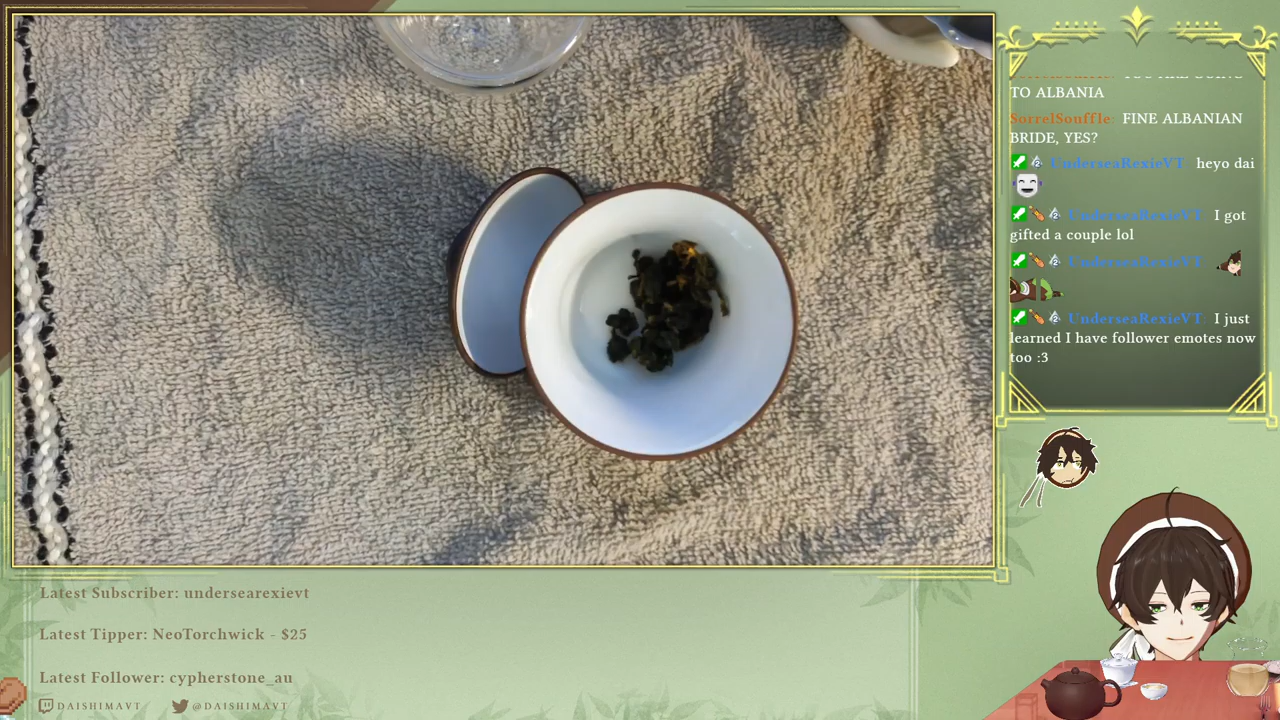 TO ALBANIA
SorrelSouffle: FINE ALBANIAN
BRIDE, YES?
UnderseaRexieVT: heyo dai
UnderseaRexieVT: I got
gifted a couple lol
UnderseaRexieVT:
UnderseaRexieVT: I just
learned I have follower emotes now
too :3
Latest Subscriber: undersearexievt
Latest Tipper: NeoTorchwick - $25
Latest Follower: cypherstone_au
DAISHIMAVT @DAISHIMAVT